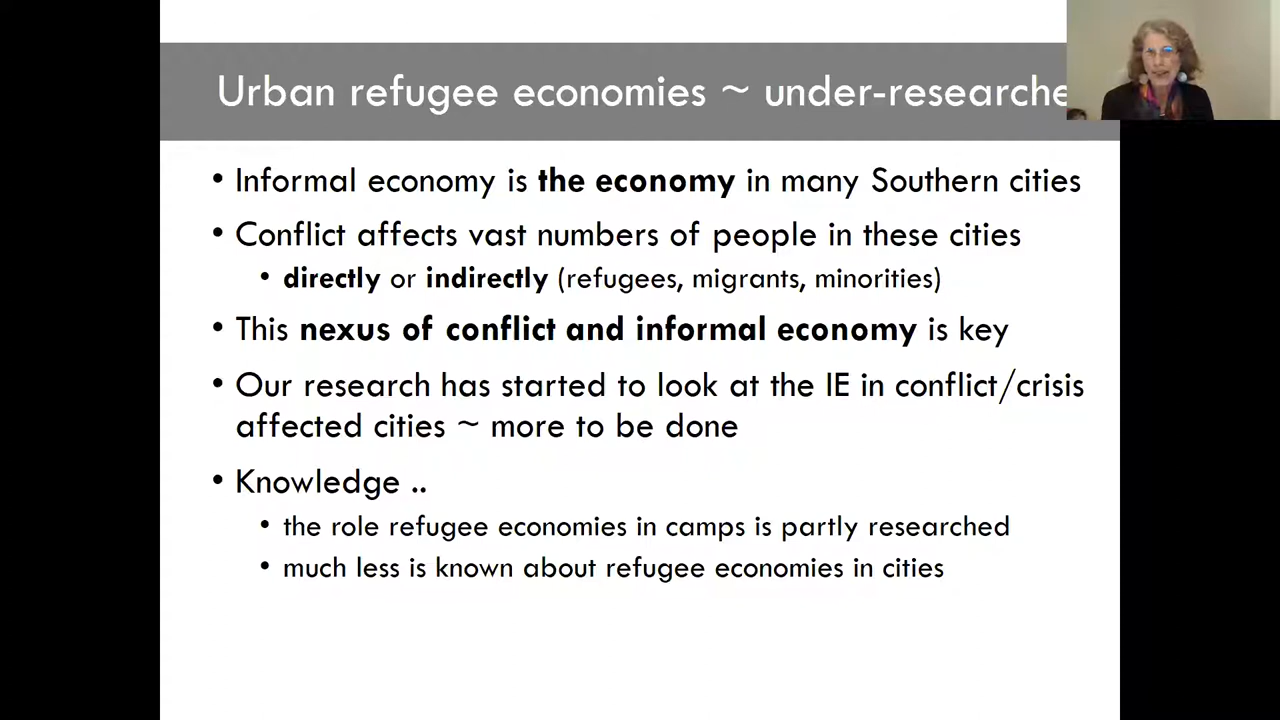 Urban refugee economies ~ under-researche
• Informal economy is the economy in many Southern cities
• Conflict affects vast numbers of people in these cities
• directly or indirectly (refugees, migrants, minorities)
• This nexus of conflict and informal economy is key
• Our research has started to look at the IE in conflict/crisis
affected cities ~ more to be done
• Knowledge ..
• the role refugee economies in camps is partly researched
• much less is known about refugee economies in cities